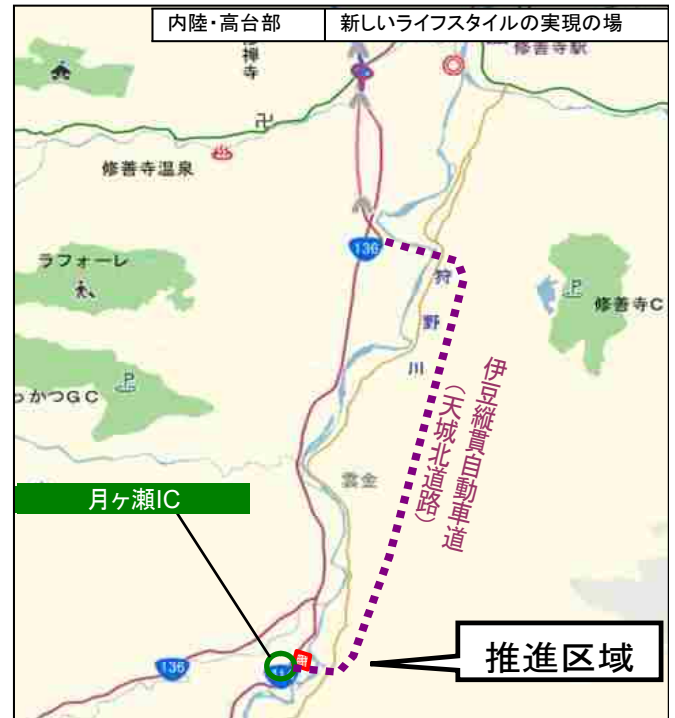 内陸・高台部
新しいライフスタイルの実現の場
禅
寺
修善寺駅
卍
修善寺温泉
ラフォーレ
136
修善寺C
狩
野
川
伊豆縦貫自動車道
(天城北道路)
かつGC
雲金
月ヶ瀬IC
136
推進区域